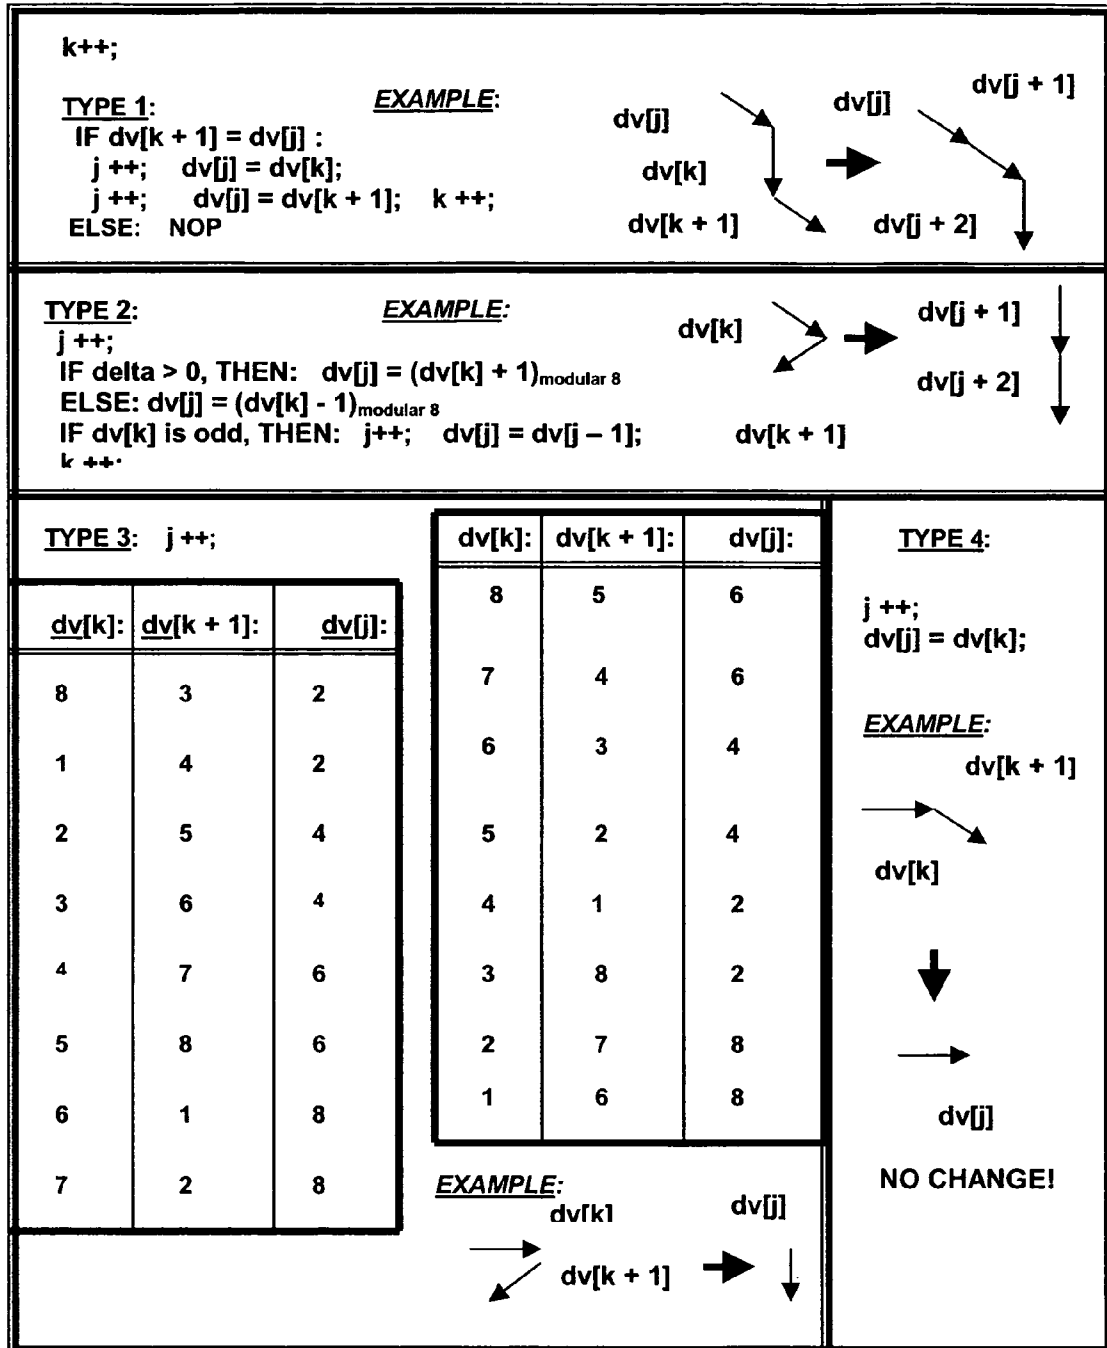 k++;
TYPE 1:
EXAMPLE:
IF dv[k + 1] = dv[j] :
j ++; dv[j] = dv[k];
j ++; dv[j] = dv[k + 1]; k ++;
ELSE: NOP
dv[j]
dv[k]
dv[k + 1]
dv[j]
dv[j + 1]
dv[j + 2]
TYPE 2:
EXAMPLE:
j ++;
IF delta > 0, THEN: dv[j] = (dv[k] + 1)modular 8
ELSE: dv[j] = (dv[k] - 1)modular 8
IF dv[k] is odd, THEN: j++; dv[j] = dv[j – 1];
k ++;
dv[k]
dv[k + 1]
dv[j + 1]
dv[j + 2]
TYPE 3: j ++;
dv[k]: dv[k + 1]: dv[j]:
8 3 2
1 4 2
2 5 4
3 6 4
4 7 6
5 8 6
6 1 8
7 2 8
dv[k]: dv[k + 1]: dv[j]:
8 5 6
7 4 6
6 3 4
5 2 4
4 1 2
3 8 2
2 7 8
1 6 8
EXAMPLE:
dv[k]
dv[k + 1]
dv[j]
TYPE 4:
j ++;
dv[j] = dv[k];
EXAMPLE:
dv[k + 1]
dv[k]
dv[j]
NO CHANGE!